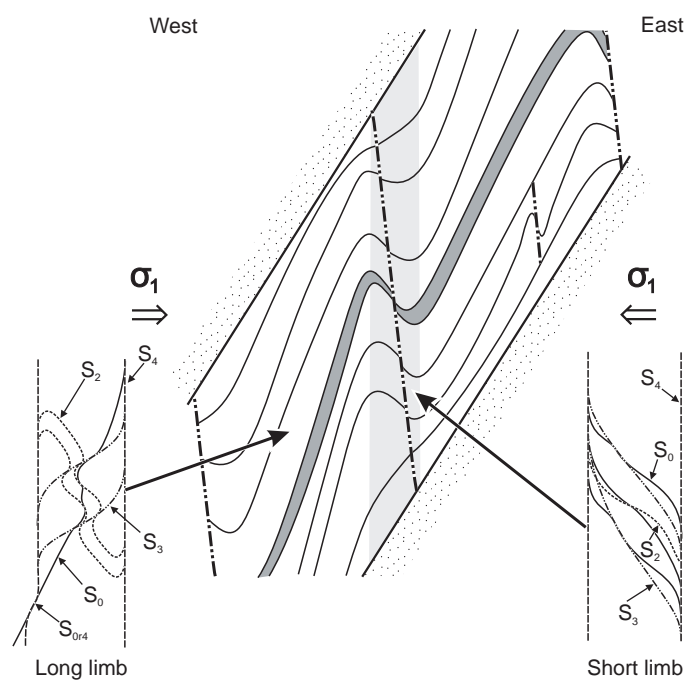 West
East
σ1
σ1
S4
S2
S3
S0
S0r4
Long limb
S4
S0
S2
S3
Short limb